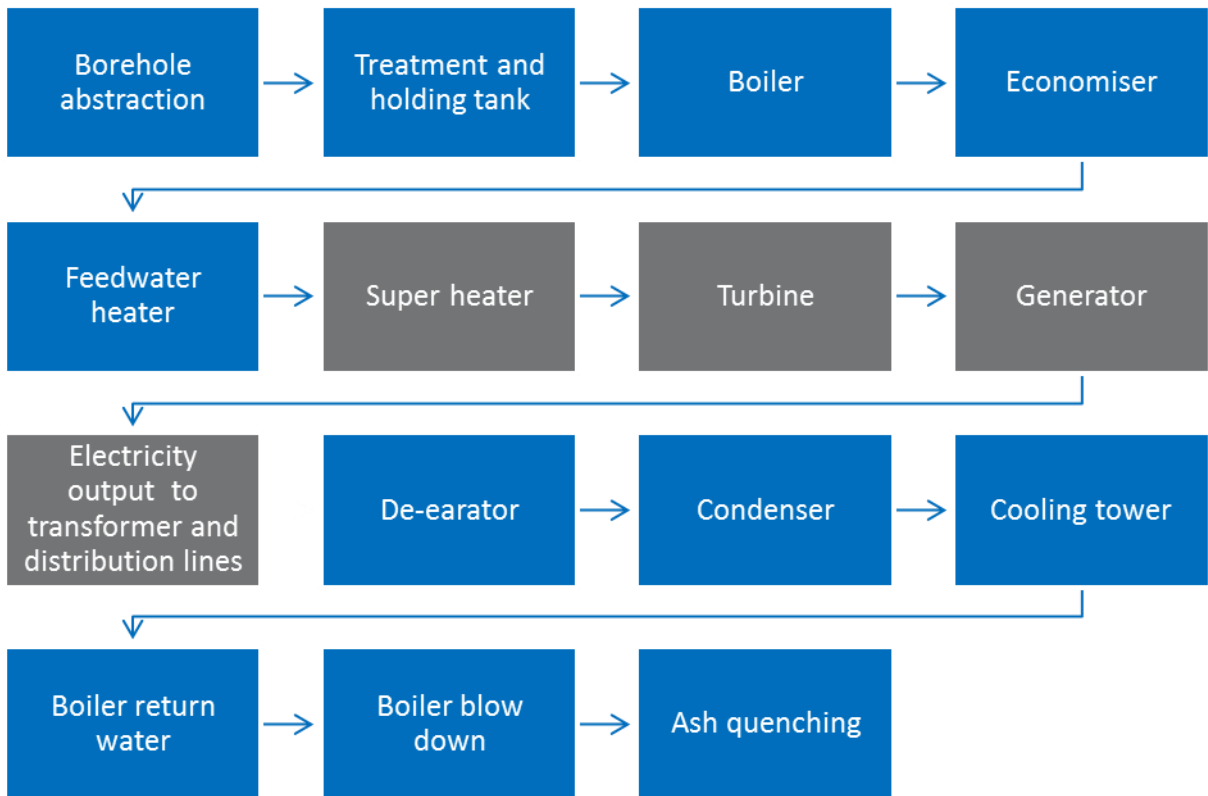 Borehole
abstraction
Treatment and
holding tank
Boiler
Economiser
Feedwater
heater
Super heater
Turbine
Generator
Electricity
output to
transformer and
distribution lines
De-earator
Condenser
Cooling tower
Boiler return
water
Boiler blow
down
Ash quenching